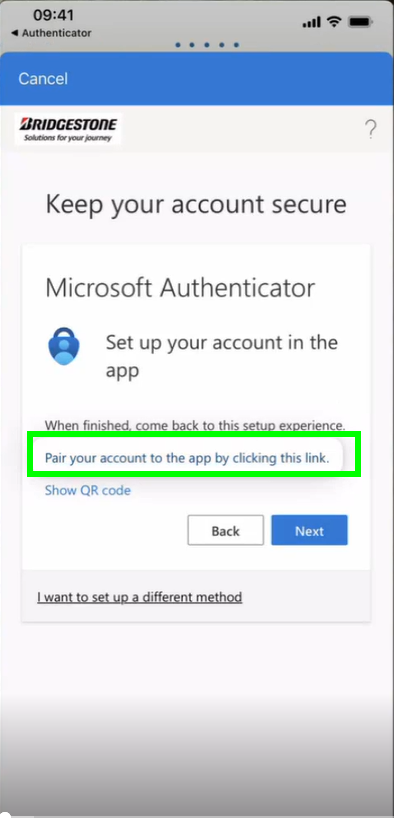 09:41
◀ Authenticator
Cancel
BRIDGESTONE
Solutions for your journey
?
Keep your account secure
Microsoft Authenticator
Set up your account in the
app
When finished, come back to this setup experience.
Pair your account to the app by clicking this link.
Show QR code
Back Next
I want to set up a different method